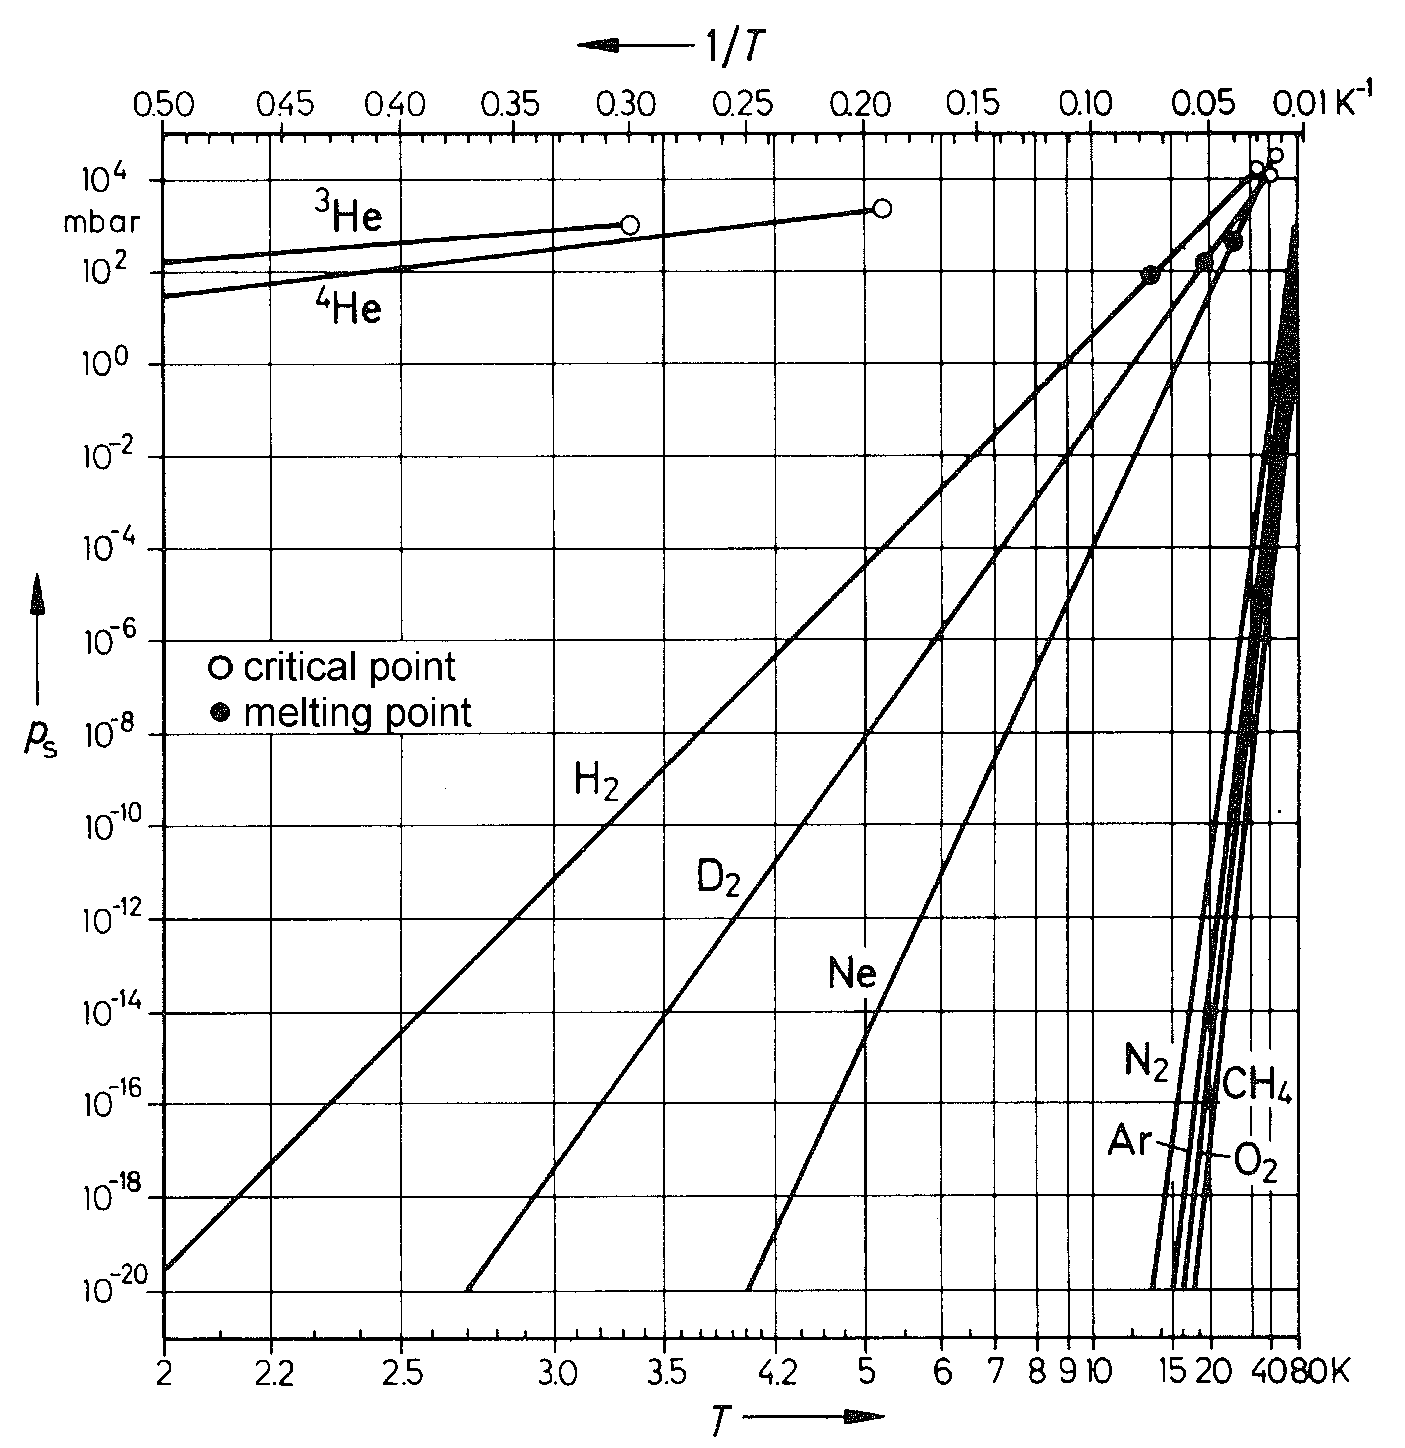 1/T
0.50 0.45 0.40 0.35 0.30 0.25 0.20 0.15 0.10 0.05 0.01 K⁻¹
10⁴
mbar
³He
10²
⁴He
10⁰
10⁻²
10⁻⁴
10⁻⁶
critical point
melting point
10⁻⁸
pₛ
H₂
10⁻¹⁰
D₂
10⁻¹²
Ne
10⁻¹⁴
N₂
10⁻¹⁶
CH₄
Ar
O₂
10⁻¹⁸
10⁻²⁰
2 2.2 2.5 3.0 3.5 4.2 5 6 7 8 9 10 15 20 40 80 K
T